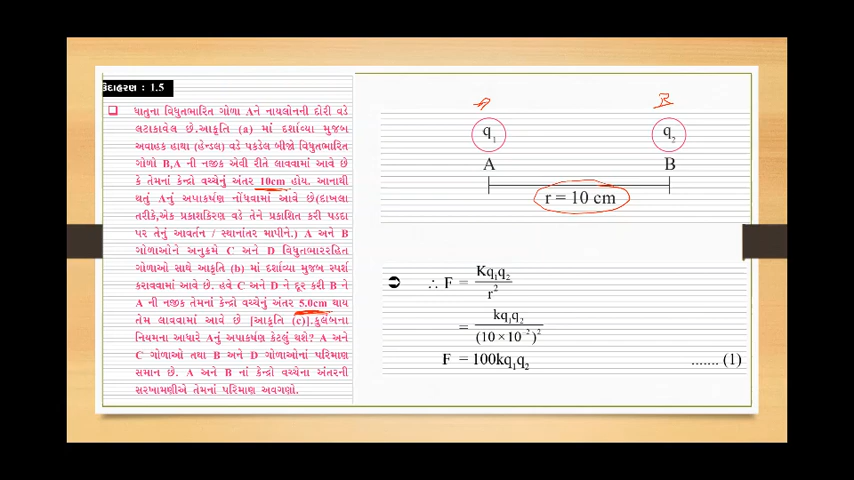 ઉદાહરણ : 1.5
❑ ધાતુના વિધુતભારિત ગોળા Aને નાયલોનની દોરી વડે
લટકાવેલ છે.આકૃતિ (a) માં દર્શાવ્યા મુજબ
અવાહક હાથા (હેન્ડલ) વડે પકડેલ બીજો વિધુતભારિત
ગોળો B,A ની નજીક એવી રીતે લાવવામાં આવે છે
કે તેમનાં કેન્દ્રો વચ્ચેનું અંતર 10cm હોય. આનાથી
થતું Aનું અપાકર્ષણ નોંધવામાં આવે છે(દાખલા
તરીકે,એક પ્રકાશકિરણ વડે તેને પ્રકાશિત કરી પડદા
પર તેનું આવર્તન / સ્થાનાંતર માપીને.) A અને B
ગોળાઓને અનુક્રમે C અને D વિધુતભારરહિત
ગોળાઓ સાથે આકૃતિ (b) માં દર્શાવ્યા મુજબ સ્પર્શ
કરાવવામાં આવે છે. હવે C અને D ને દૂર કરી B ને
A ની નજીક તેમનાં કેન્દ્રો વચ્ચેનું અંતર 5.0cm થાય
તેમ લાવવામાં આવે છે [આકૃતિ (c)].કુલંબના
નિયમના આધારે Aનું અપાકર્ષણ કેટલું થશે? A અને
C ગોળાઓ તથા B અને D ગોળાઓનાં પરિમાણ
સમાન છે. A અને B નાં કેન્દ્રો વચ્ચેના અંતરની
સરખામણીએ તેમનાં પરિમાણ અવગણો.
A B
q₁ q₂
A B
r = 10 cm
➲ ∴ F = Kq₁q₂ / r²
= kq₁q₂ / (10 × 10⁻²)²
F = 100kq₁q₂ ....... (1)